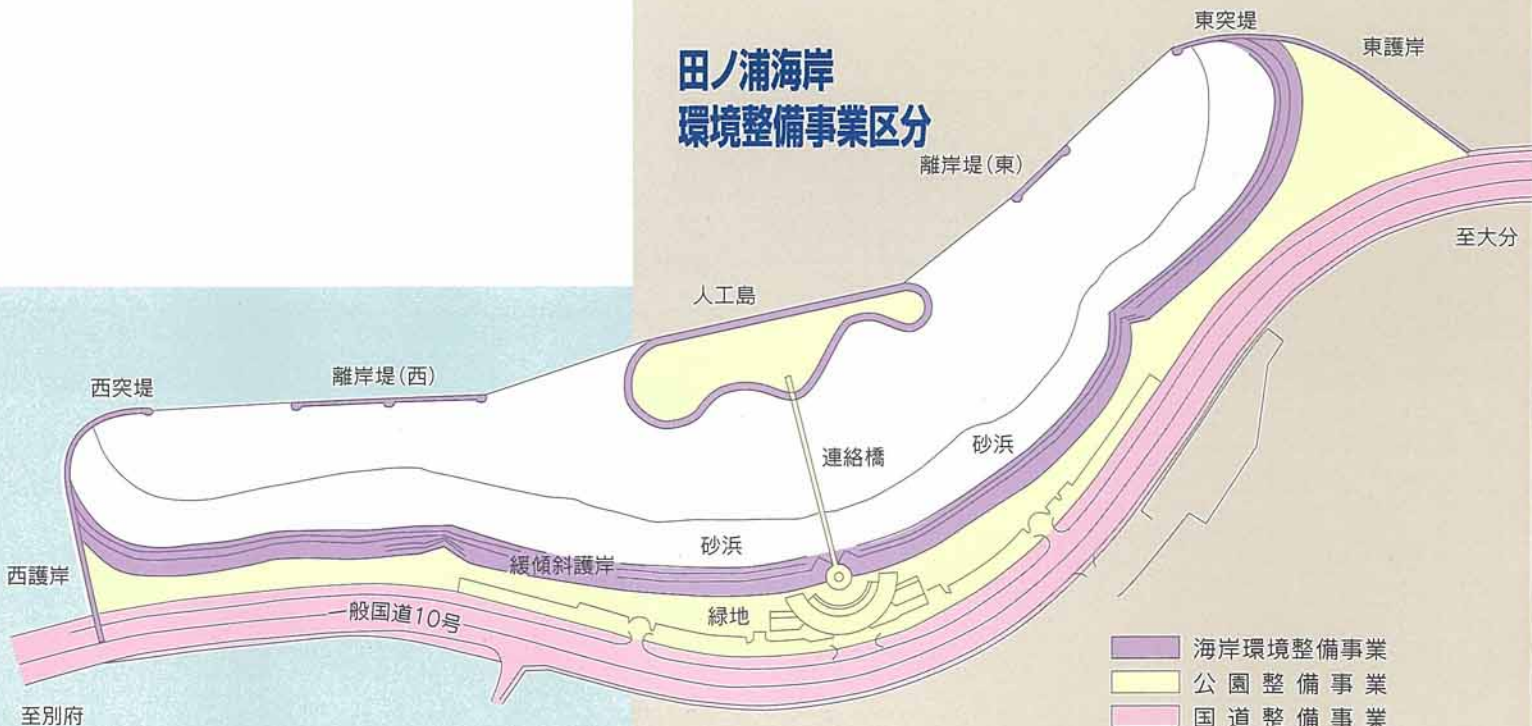 田ノ浦海岸
環境整備事業区分
東突堤
東護岸
離岸堤(東)
至大分
人工島
離岸堤(西)
西突堤
連絡橋
砂浜
砂浜
緩傾斜護岸
西護岸
緑地
一般国道10号
至別府
海岸環境整備事業
公園整備事業
国道整備事業